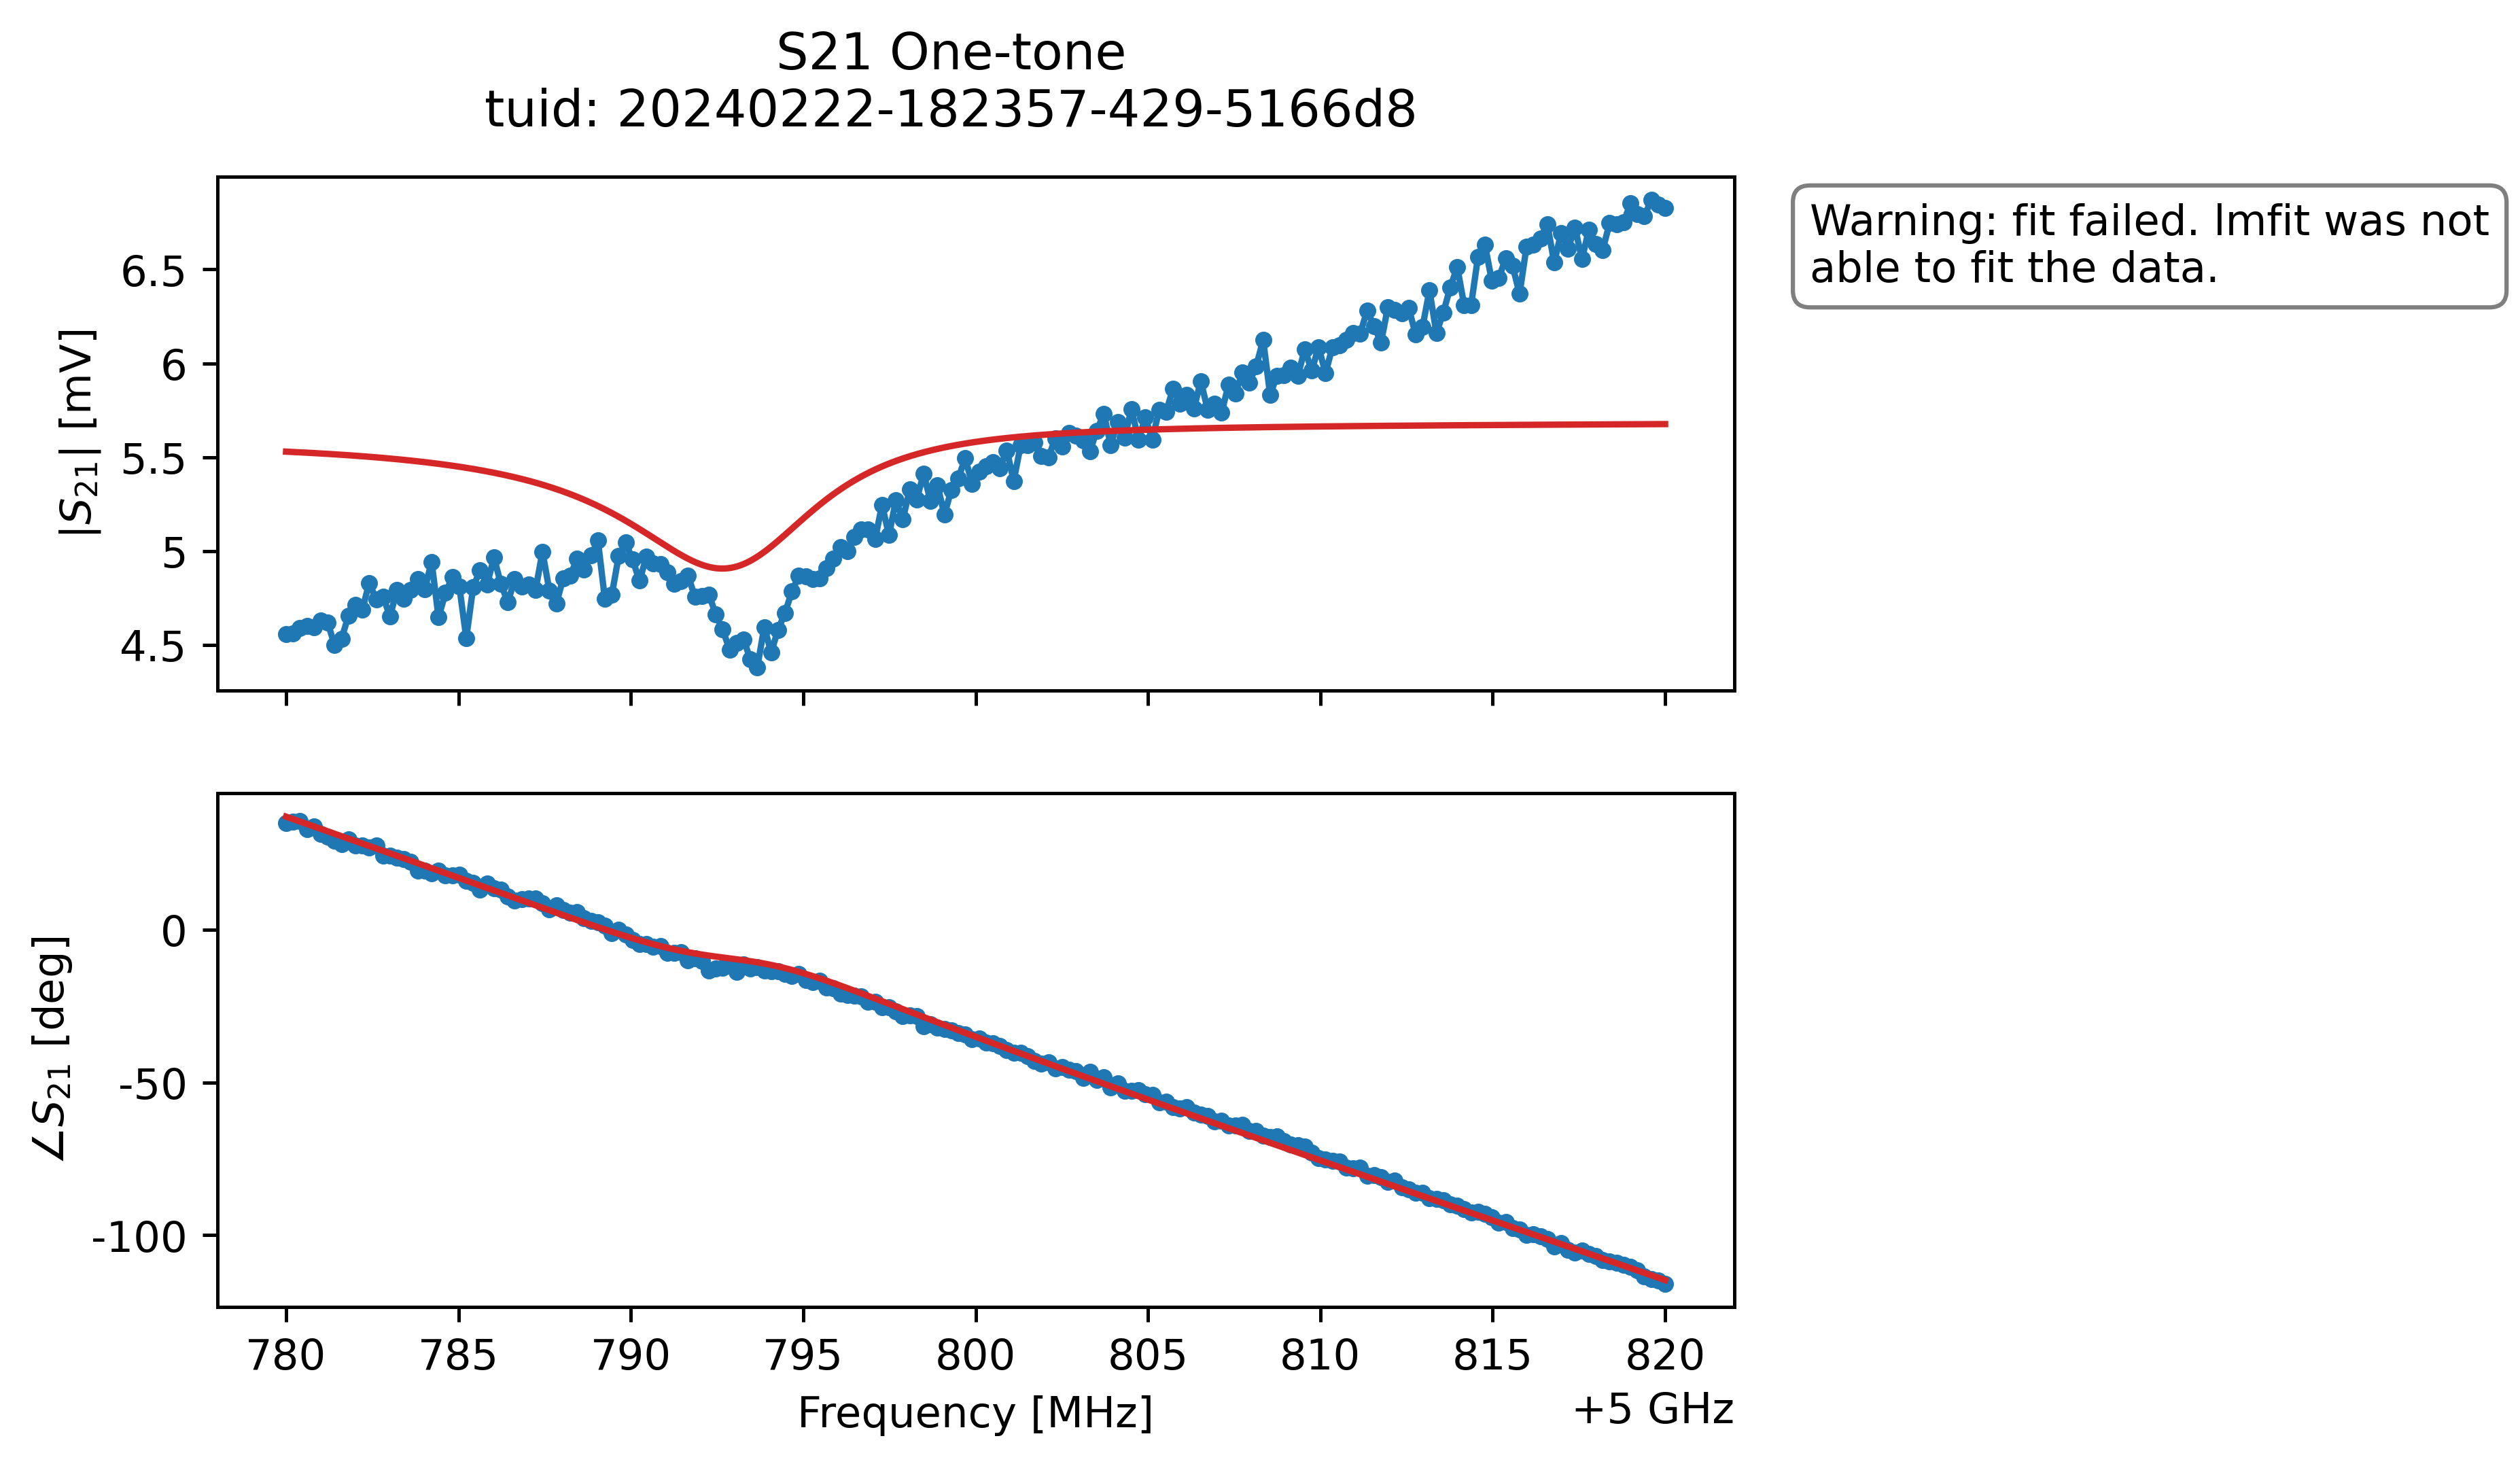 S21 One-tone
tuid: 20240222-182357-429-5166d8
Warning: fit failed. lmfit was not
able to fit the data.
|S21| [mV]
6.5
6
5.5
5
4.5
∠S21 [deg]
0
-50
-100
780 785 790 795 800 805 810 815 820
Frequency [MHz]
+5 GHz